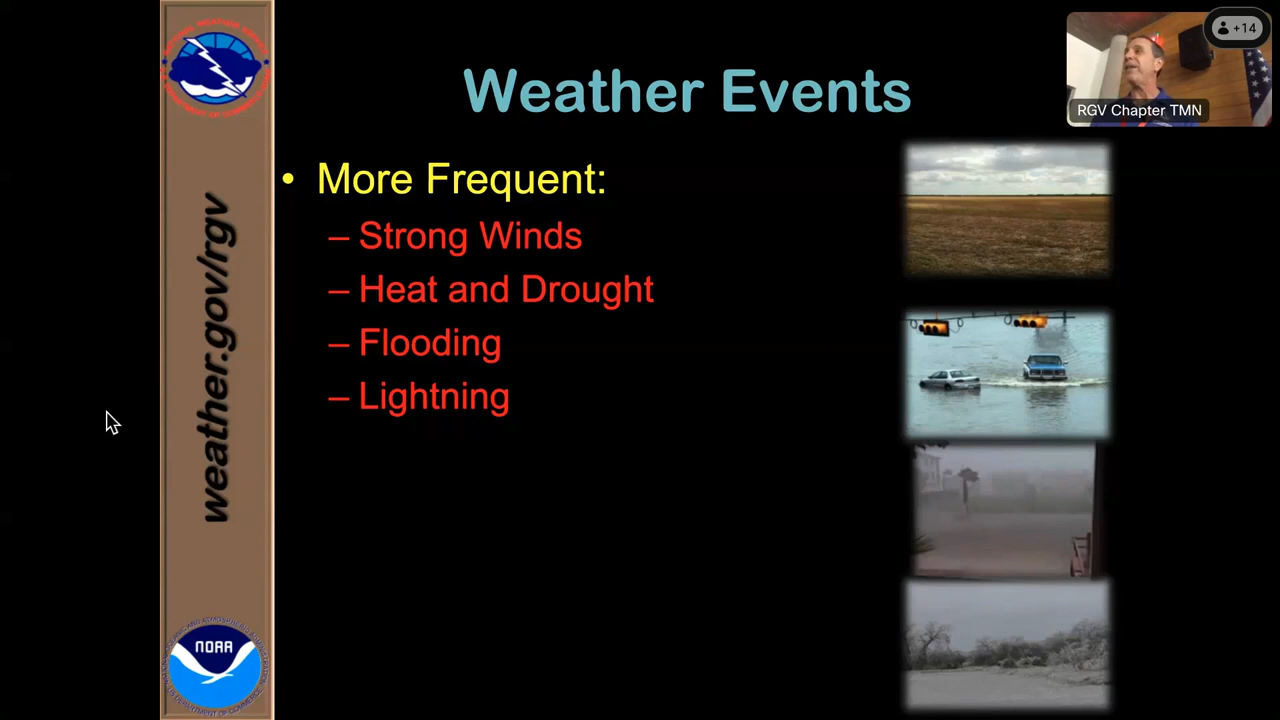 Weather Events
+14
RGV Chapter TMN
• More Frequent:
– Strong Winds
– Heat and Drought
– Flooding
– Lightning
weather.gov/rgv
NOAA